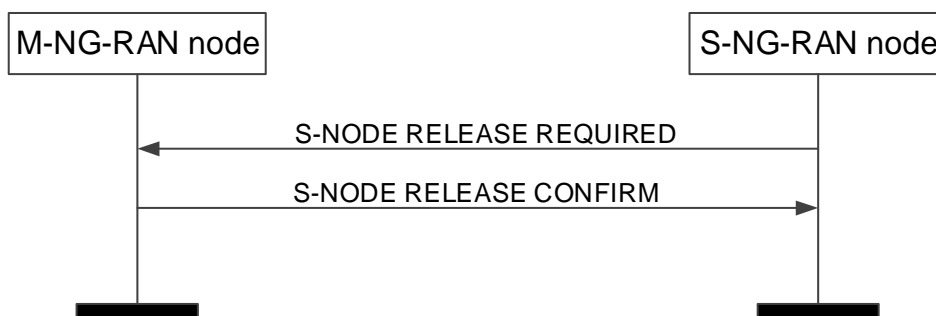 M-NG-RAN node
S-NG-RAN node
S-NODE RELEASE REQUIRED
S-NODE RELEASE CONFIRM